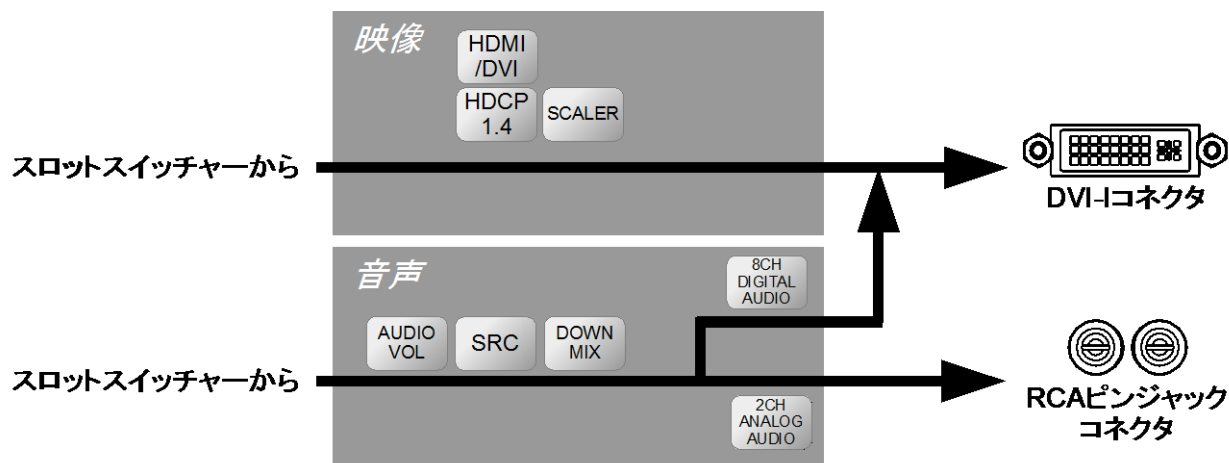 映像
HDMI
/DVI
HDCP
1.4
SCALER
スロットスイッチャーから
DVI-Iコネクタ
音声
8CH
DIGITAL
AUDIO
AUDIO
VOL
SRC
DOWN
MIX
スロットスイッチャーから
2CH
ANALOG
AUDIO
RCAピンジャック
コネクタ